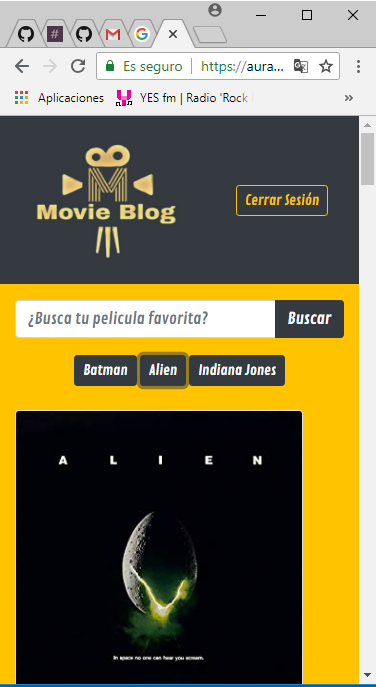 Es seguro | https://aura...
Aplicaciones YES fm | Radio 'Rock
»
M
Movie Blog
Cerrar Sesión
¿Busca tu pelicula favorita? Buscar
Batman Alien Indiana Jones
A L I E N
In space no one can hear you scream.